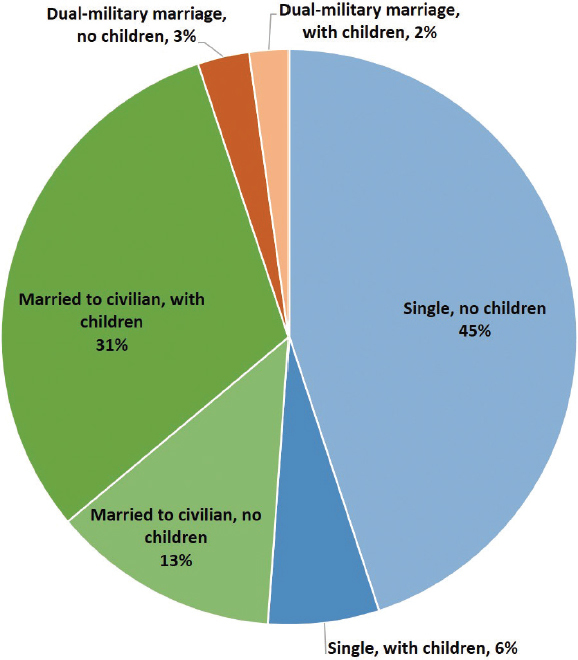 Dual-military marriage,
no children, 3%
Dual-military marriage,
with children, 2%
Single, no children
45%
Married to civilian, with
children
31%
Married to civilian, no
children
13%
Single, with children, 6%